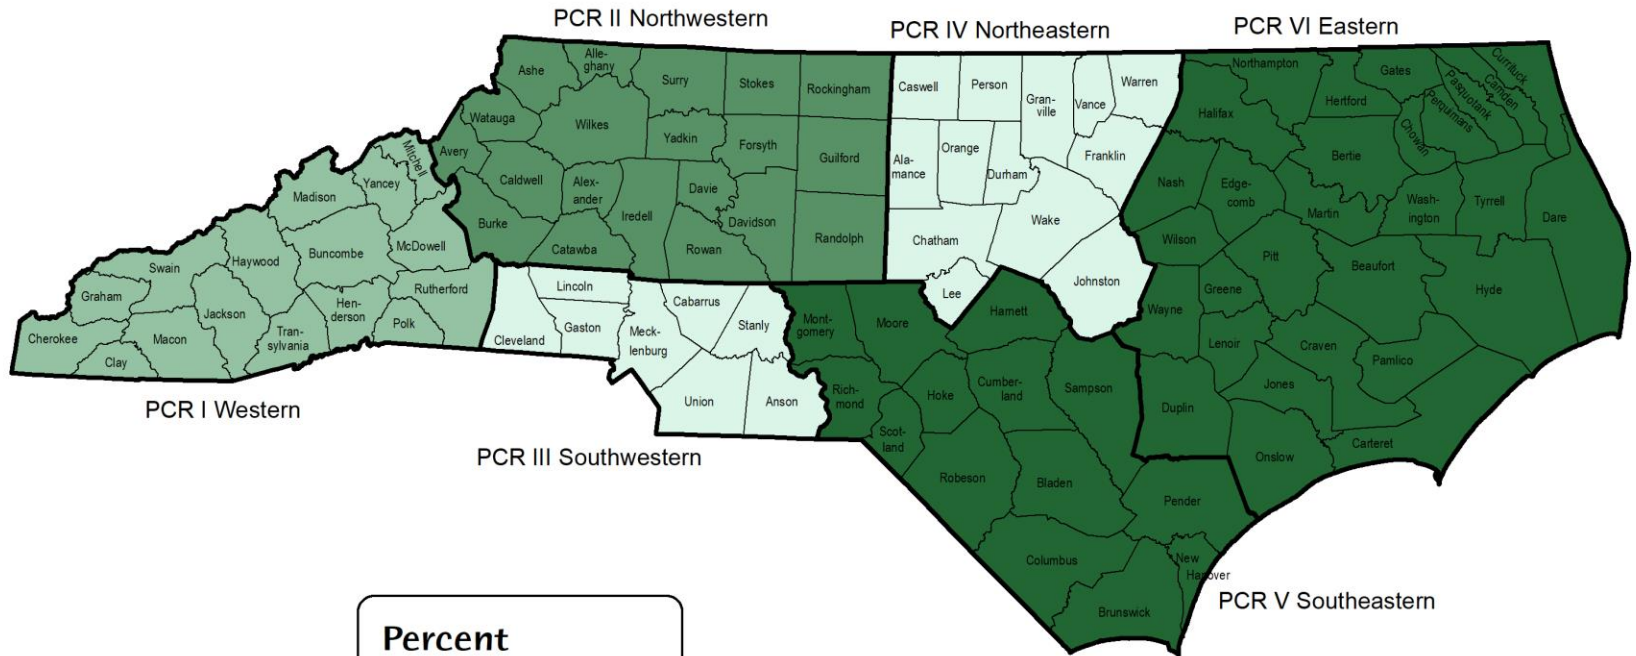 PCR II Northwestern
PCR IV Northeastern
PCR VI Eastern
Ashe
Alle-
ghany
Surry
Stokes
Rockingham
Watauga
Wilkes
Yadkin
Forsyth
Guilford
Avery
Caldwell
Alex-
ander
Iredell
Davie
Davidson
Burke
Catawba
Rowan
Randolph
Caswell
Person
Gran-
ville
Vance
Warren
Ala-
mance
Orange
Durham
Franklin
Chatham
Wake
Lee
Johnston
Northampton
Gates
Currituck
Camden
Pasquotank
Perquimans
Chowan
Hertford
Halifax
Bertie
Nash
Edge-
comb
Martin
Wash-
ington
Tyrrell
Dare
Wilson
Pitt
Beaufort
Hyde
Wayne
Greene
Lenoir
Craven
Pamlico
Jones
Duplin
Onslow
Carteret
Mitchell
Yancey
Madison
McDowell
Buncombe
Haywood
Swain
Graham
Rutherford
Hen-
derson
Polk
Jackson
Tran-
sylvania
Macon
Cherokee
Clay
PCR I Western
Lincoln
Cleveland
Gaston
Meck-
lenburg
Cabarrus
Stanly
Union
Anson
PCR III Southwestern
Mont-
gomery
Moore
Harnett
Rich-
mond
Hoke
Cumber-
land
Sampson
Scot-
land
Robeson
Bladen
Pender
Columbus
New
Hanover
Brunswick
PCR V Southeastern
Percent